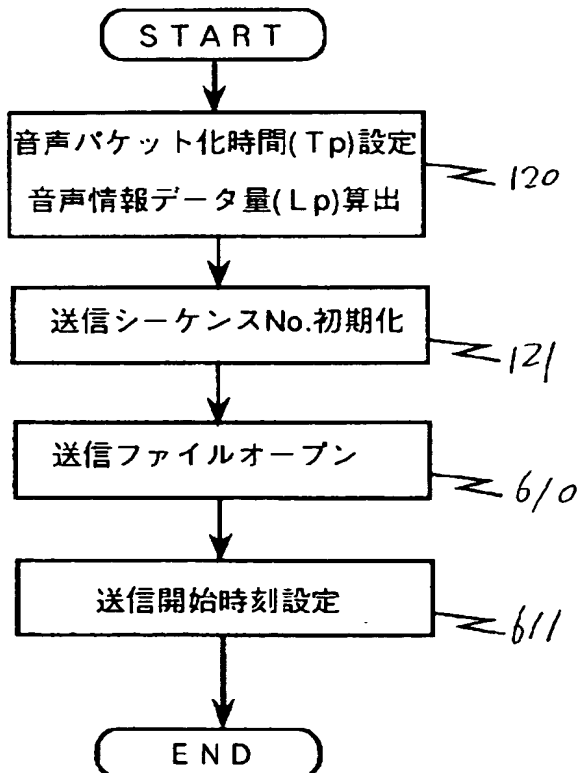 START
音声パケット化時間(Tp)設定
音声情報データ量(Lp)算出
120
送信シーケンスNo.初期化
121
送信ファイルオープン
610
送信開始時刻設定
611
END